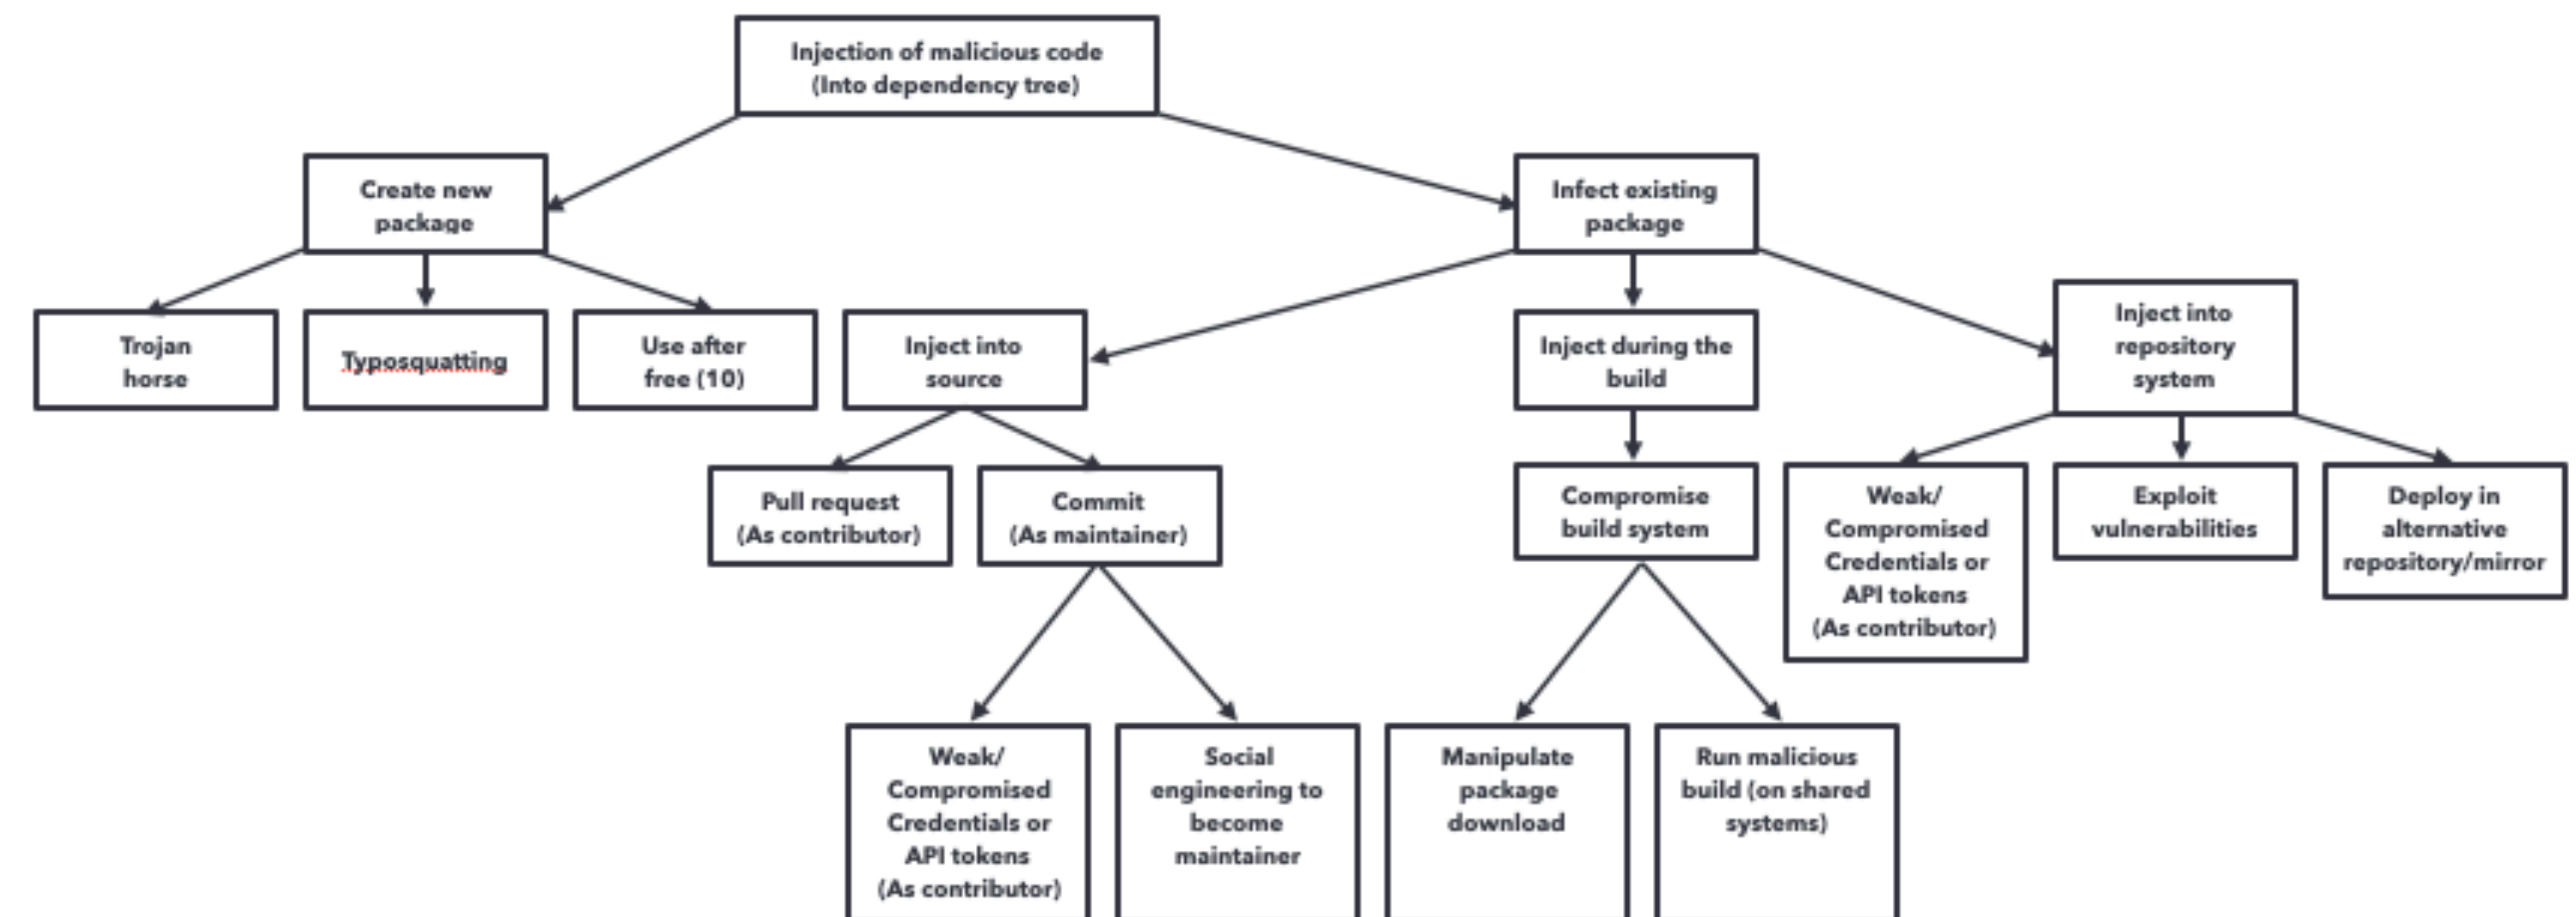 Injection of malicious code
(Into dependency tree)
Create new
package
Infect existing
package
Trojan
horse
Typosquatting
Use after
free (10)
Inject into
source
Inject during the
build
Inject into
repository
system
Pull request
(As contributor)
Commit
(As maintainer)
Compromise
build system
Weak/
Compromised
Credentials or
API tokens
(As contributor)
Exploit
vulnerabilities
Deploy in
alternative
repository/mirror
Weak/
Compromised
Credentials or
API tokens
(As contributor)
Social
engineering to
become
maintainer
Manipulate
package
download
Run malicious
build (on shared
systems)